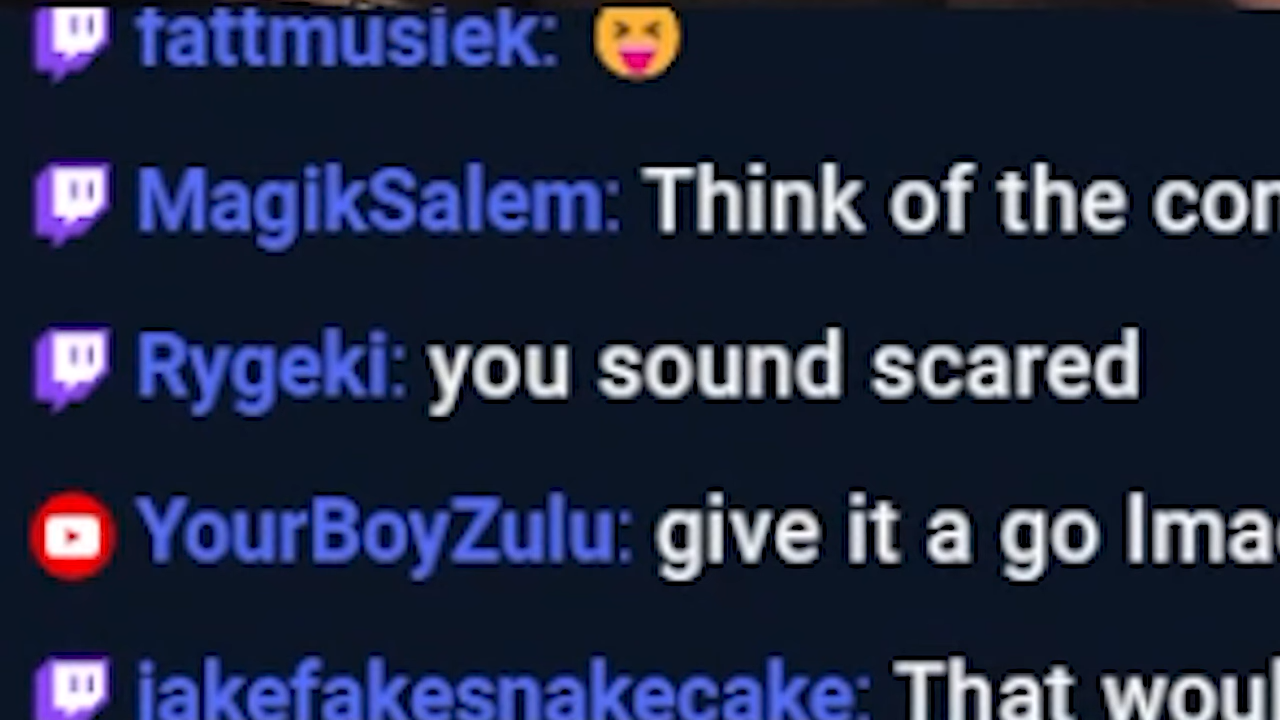 fattmusiek: 😝
MagikSalem: Think of the
Rygeki: you sound scared
YourBoyZulu: give it a go
jakefakesnakecake: That